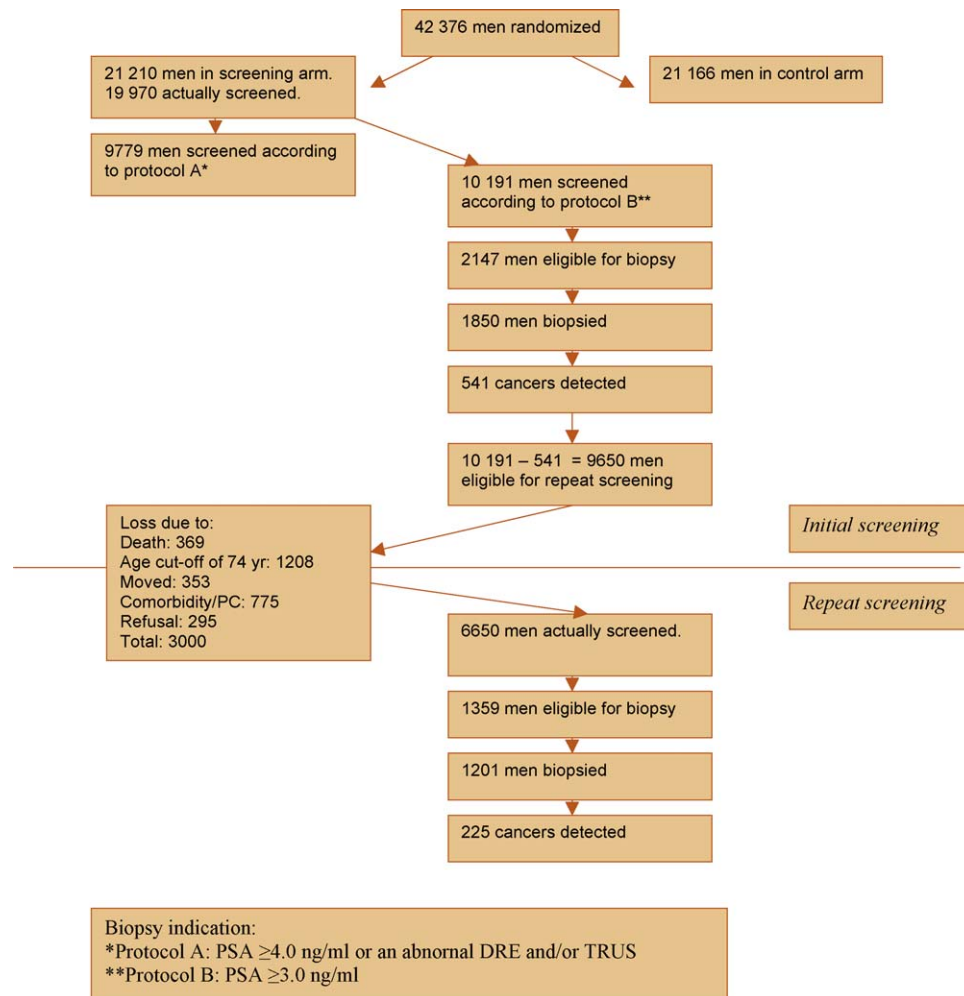 42 376 men randomized
21 210 men in screening arm.
19 970 actually screened.
21 166 men in control arm
9779 men screened according
to protocol A*
10 191 men screened
according to protocol B**
2147 men eligible for biopsy
1850 men biopsied
541 cancers detected
10 191 – 541 = 9650 men
eligible for repeat screening
Loss due to:
Death: 369
Age cut-off of 74 yr: 1208
Moved: 353
Comorbidity/PC: 775
Refusal: 295
Total: 3000
Initial screening
Repeat screening
6650 men actually screened.
1359 men eligible for biopsy
1201 men biopsied
225 cancers detected
Biopsy indication:
*Protocol A: PSA ≥4.0 ng/ml or an abnornal DRE and/or TRUS
**Protocol B: PSA ≥3.0 ng/ml